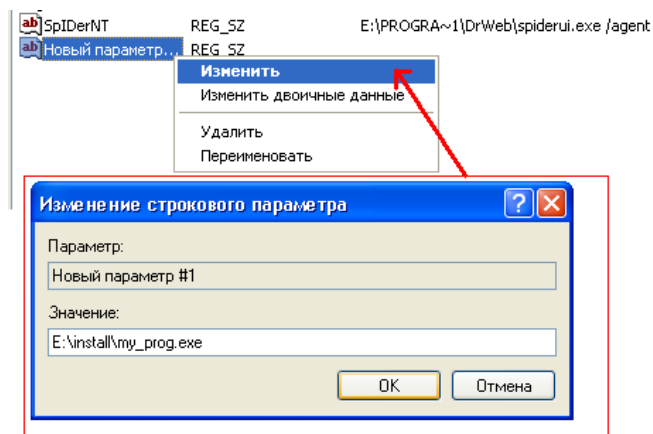 SpIDerNT REG_SZ E:\PROGRA~1\DrWeb\spiderui.exe /agent
Новый параметр... REG_SZ
Изменить
Изменить двоичные данные
Удалить
Переименовать
Изменение строкового параметра
Параметр:
Новый параметр #1
Значение:
E:\install\my_prog.exe
OK Отмена